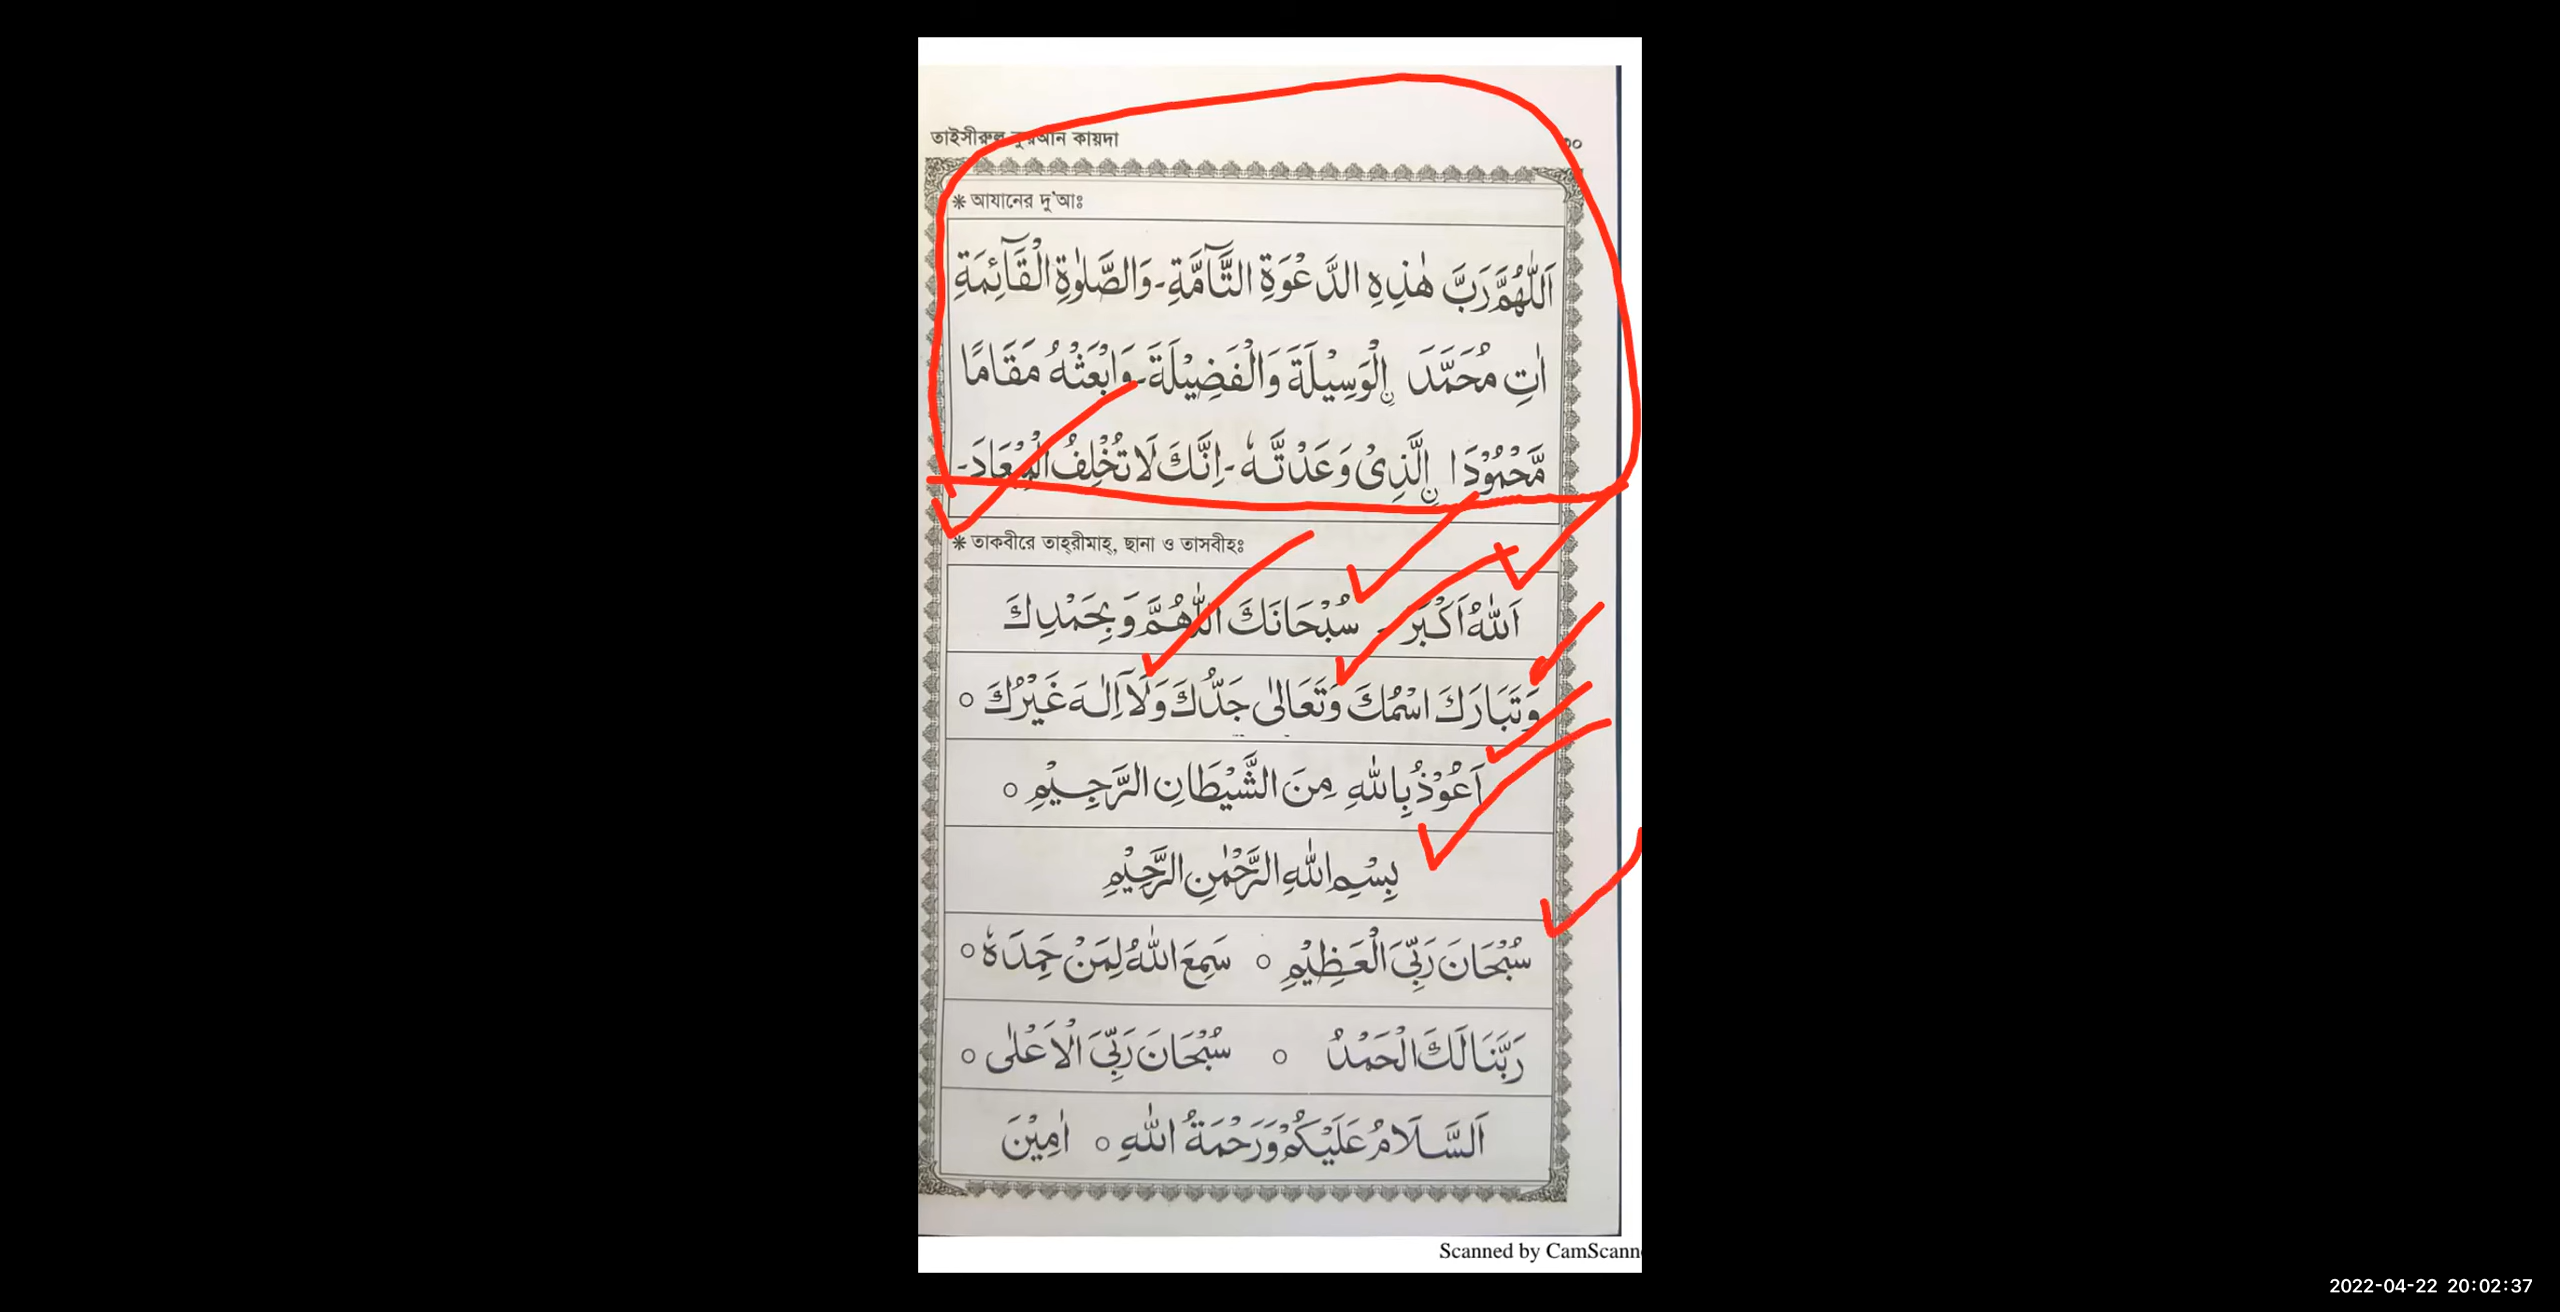 তাইসীরুল কুরআন কায়দা
❋ আযানের দু'আঃ
اَللّٰهُمَّ رَبَّ هٰذِهِ الدَّعْوَةِ التَّآمَّةِ - وَالصَّلٰوةِ الْقَآئِمَةِ
اٰتِ مُحَمَّدَ نِ الْوَسِيْلَةَ وَالْفَضِيْلَةَ - وَابْعَثْهُ مَقَامًا
مَّحْمُوْدَا نِ الَّذِىْ وَعَدْتَّهٗ - اِنَّكَ لَا تُخْلِفُ الْمِيْعَادَ -
❋ তাকবীরে তাহ্‌রীমাহ্‌, ছানা ও তাসবীহঃ
اَللّٰهُ اَكْبَرْ - سُبْحَانَكَ اللّٰهُمَّ وَبِحَمْدِكَ
وَتَبَارَكَ اسْمُكَ وَتَعَالٰى جَدُّكَ وَلَآ اِلٰهَ غَيْرُكَ ○
اَعُوْذُ بِاللّٰهِ مِنَ الشَّيْطَانِ الرَّجِيْمِ ○
بِسْمِ اللّٰهِ الرَّحْمٰنِ الرَّحِيْمِ
سُبْحَانَ رَبِّىَ الْعَظِيْمِ ○ سَمِعَ اللّٰهُ لِمَنْ حَمِدَهٗ ○
رَبَّنَا لَكَ الْحَمْدُ ○ سُبْحَانَ رَبِّىَ الْاَعْلٰى ○
اَلسَّلَامُ عَلَيْكُمْ وَرَحْمَةُ اللّٰهِ ○ اٰمِيْنَ
Scanned by CamScann
2022-04-22 20:02:37